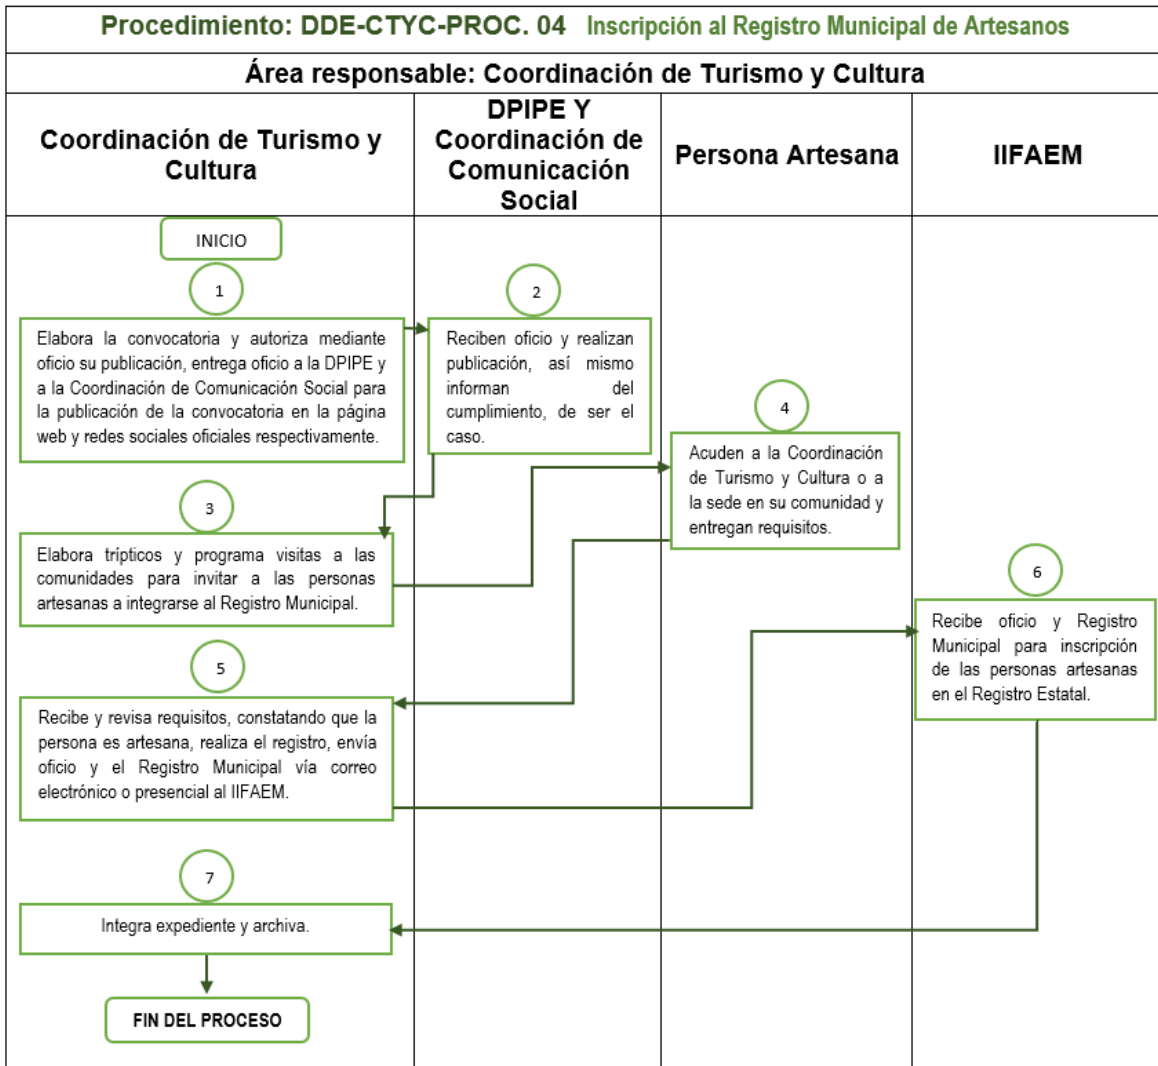 Procedimiento: DDE-CTYC-PROC. 04 Inscripción al Registro Municipal de Artesanos
Área responsable: Coordinación de Turismo y Cultura
Coordinación de Turismo y
Cultura
DPIPE Y
Coordinación de
Comunicación
Social
Persona Artesana
IIFAEM
INICIO
1
Elabora la convocatoria y autoriza mediante
oficio su publicación, entrega oficio a la DPIPE y
a la Coordinación de Comunicación Social para
la publicación de la convocatoria en la página
web y redes sociales oficiales respectivamente.
2
Reciben oficio y realizan
publicación, así mismo
informan del
cumplimiento, de ser el
caso.
3
Elabora trípticos y programa visitas a las
comunidades para invitar a las personas
artesanas a integrarse al Registro Municipal.
4
Acuden a la Coordinación
de Turismo y Cultura o a
la sede en su comunidad y
entregan requisitos.
5
Recibe y revisa requisitos, constatando que la
persona es artesana, realiza el registro, envía
oficio y el Registro Municipal vía correo
electrónico o presencial al IIFAEM.
6
Recibe oficio y Registro
Municipal para inscripción
de las personas artesanas
en el Registro Estatal.
7
Integra expediente y archiva.
FIN DEL PROCESO